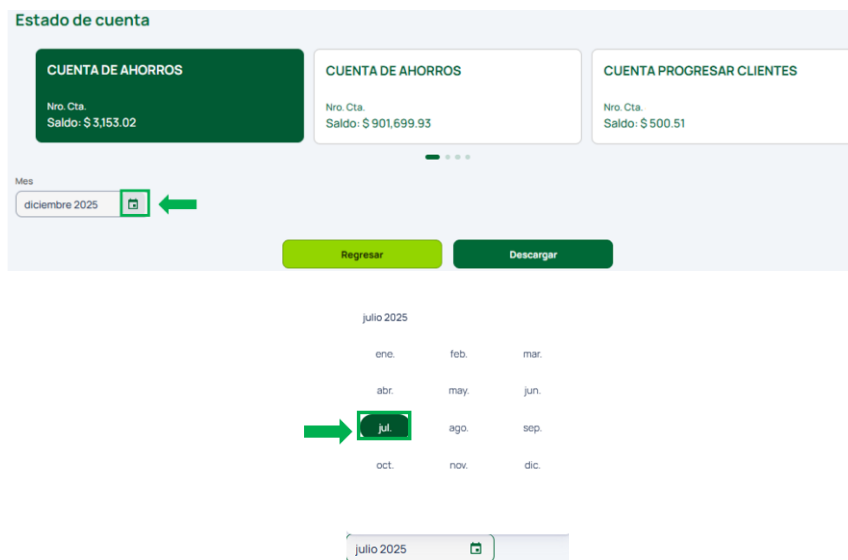 Estado de cuenta
CUENTA DE AHORROS
Nro. Cta.
Saldo: $ 3,153.02
CUENTA DE AHORROS
Nro. Cta.
Saldo: $ 901,699.93
CUENTA PROGRESAR CLIENTES
Nro. Cta.
Saldo: $ 500.51
Mes
diciembre 2025
Regresar
Descargar
julio 2025
ene. feb. mar.
abr. may. jun.
jul. ago. sep.
oct. nov. dic.
julio 2025